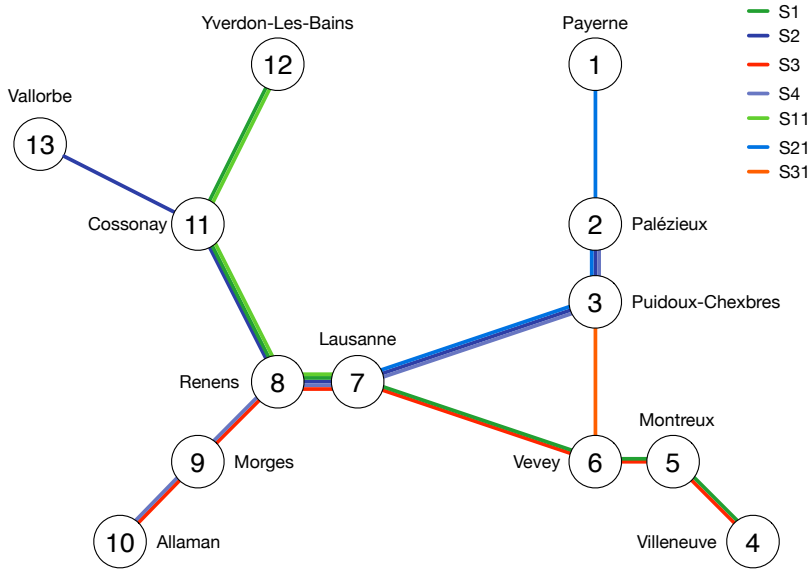 Yverdon-Les-Bains
Payerne
S1
S2
S3
S4
S11
S21
S31
12
1
Vallorbe
13
Cossonay
11
2
Palézieux
3
Puidoux-Chexbres
Lausanne
Renens
8
7
Montreux
9
Morges
Vevey
6
5
10
Allaman
Villeneuve
4